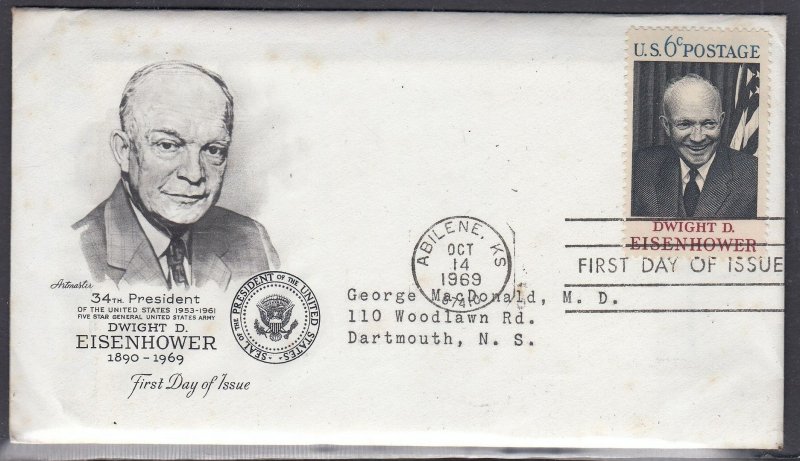 U.S. 6c POSTAGE
DWIGHT D.
EISENHOWER
ABILENE, KS
OCT
14
1969
FIRST DAY OF ISSUE
Artmaster
34TH. President
OF THE UNITED STATES 1953-1961
FIVE STAR GENERAL UNITED STATES ARMY
DWIGHT D.
EISENHOWER
1890-1969
First Day of Issue
SEAL OF THE PRESIDENT OF THE UNITED STATES
George MacDonald, M. D.
110 Woodlawn Rd.
Dartmouth, N. S.